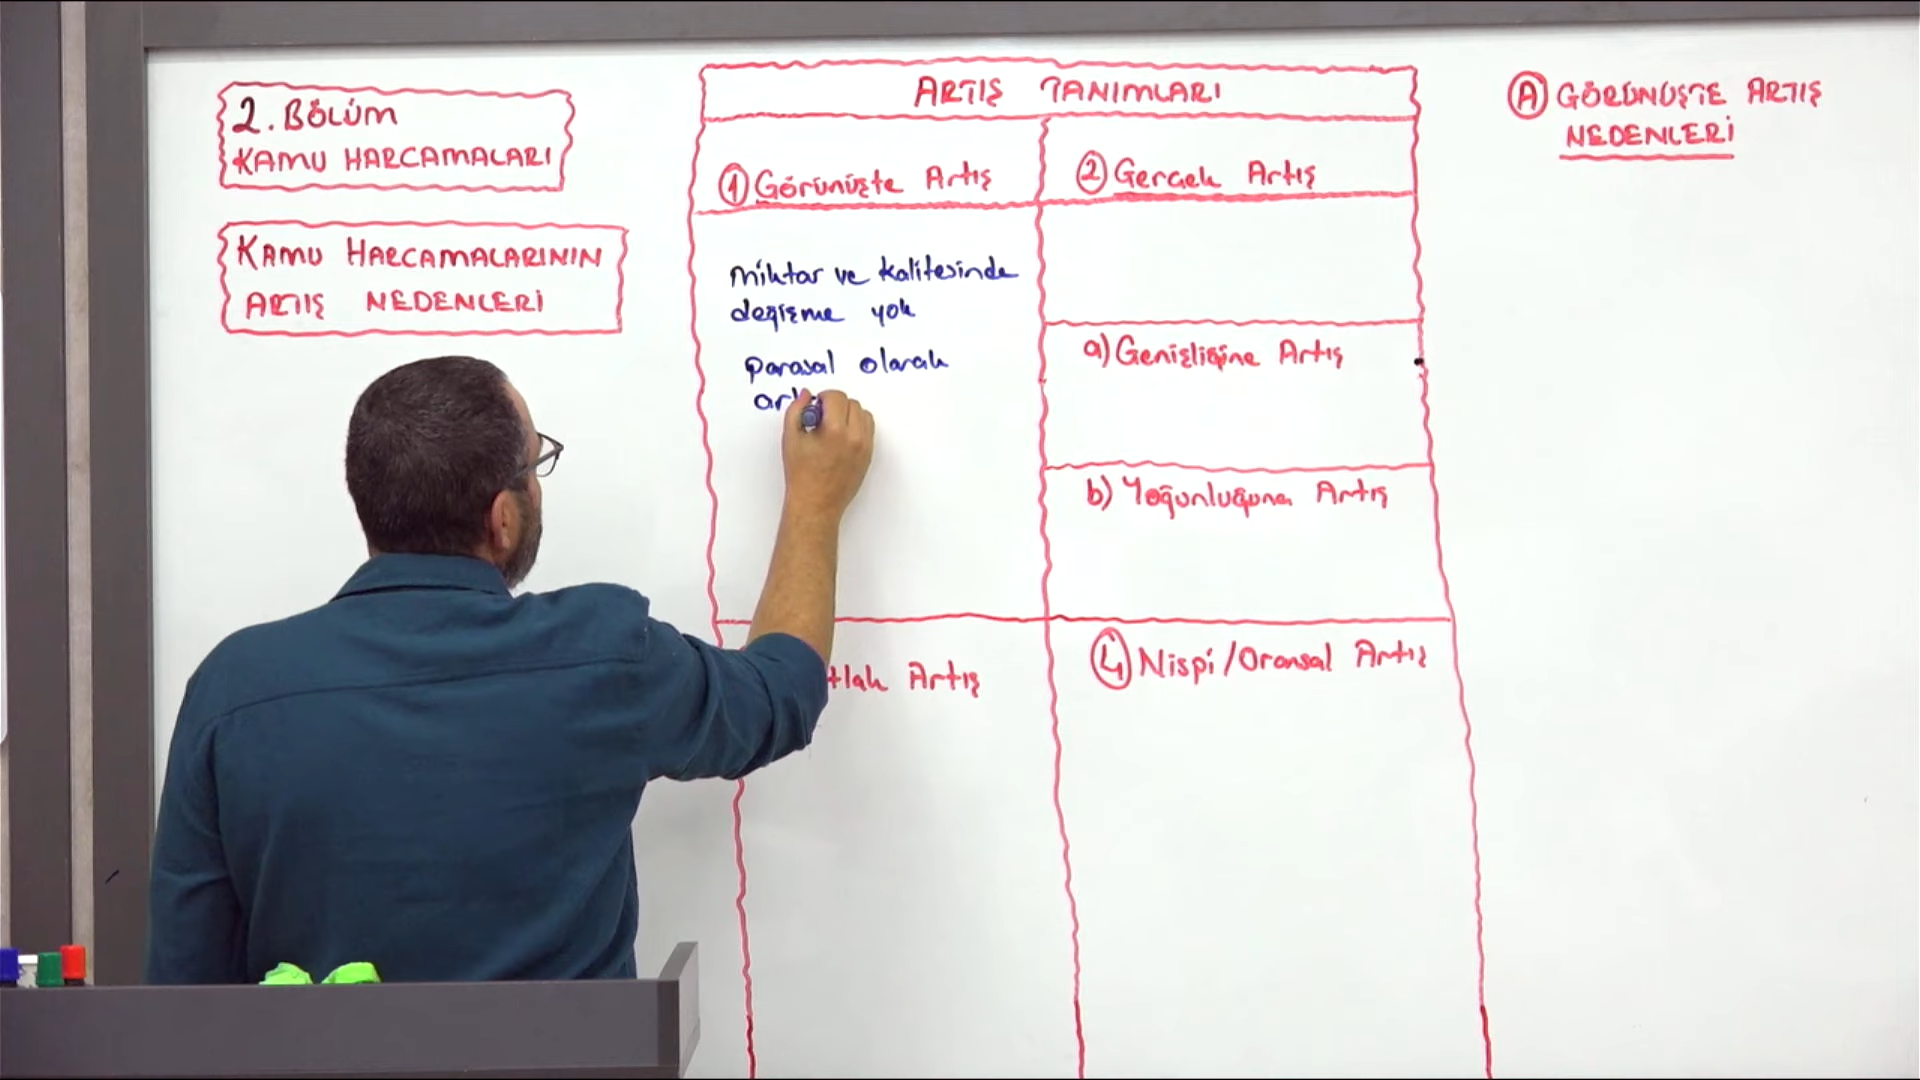 2. BÖLÜM
KAMU HARCAMALARI
KAMU HARCAMALARININ
ARTIŞ NEDENLERİ
ARTIŞ TANIMLARI
① Görünüşte Artış
② Gerçek Artış
miktar ve kalitesinde
değişme yok
parasal olarak
a) Genişliğine Artış
b) Yoğunluğuna Artış
Artış
④ Nispi/Oransal Artış
Ⓐ GÖRÜNÜŞTE ARTIŞ
NEDENLERİ